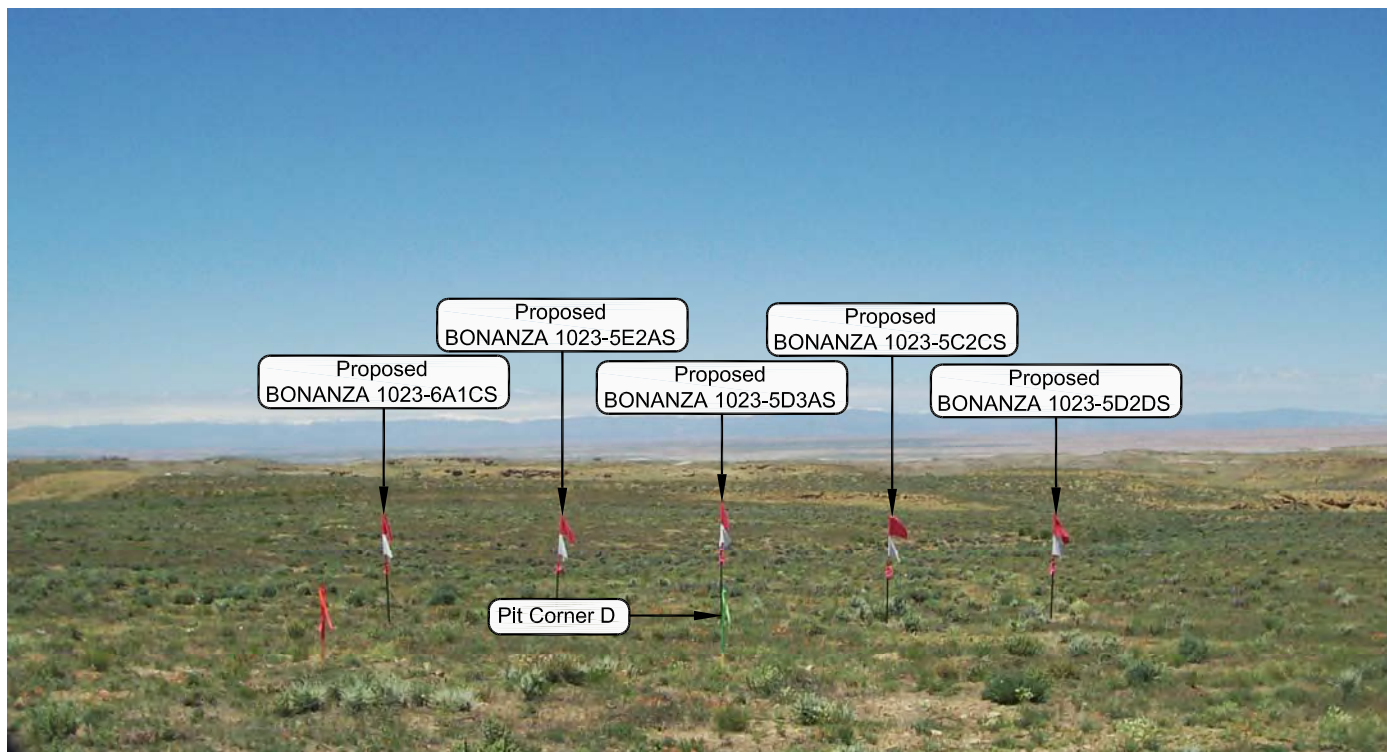 Proposed
BONANZA 1023-6A1CS
Proposed
BONANZA 1023-5E2AS
Proposed
BONANZA 1023-5D3AS
Proposed
BONANZA 1023-5C2CS
Proposed
BONANZA 1023-5D2DS
Pit Corner D